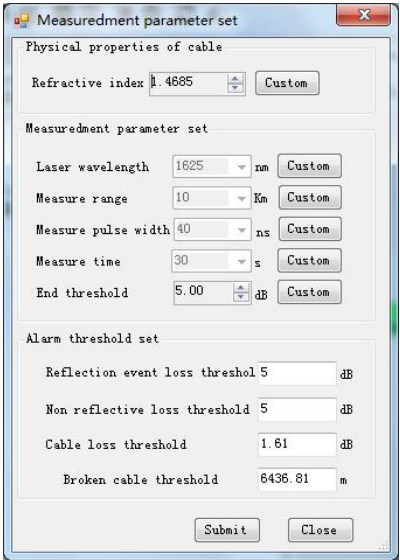 Measuredment parameter set
Physical properties of cable
Refractive index 1.4685 Custom
Measuredment parameter set
Laser wavelength 1625 nm Custom
Measure range 10 Km Custom
Measure pulse width 40 ns Custom
Measure time 30 s Custom
End threshold 5.00 dB Custom
Alarm threshold set
Reflection event loss threshol 5 dB
Non reflective loss threshold 5 dB
Cable loss threshold 1.61 dB
Broken cable threshold 6436.81 m
Submit Close